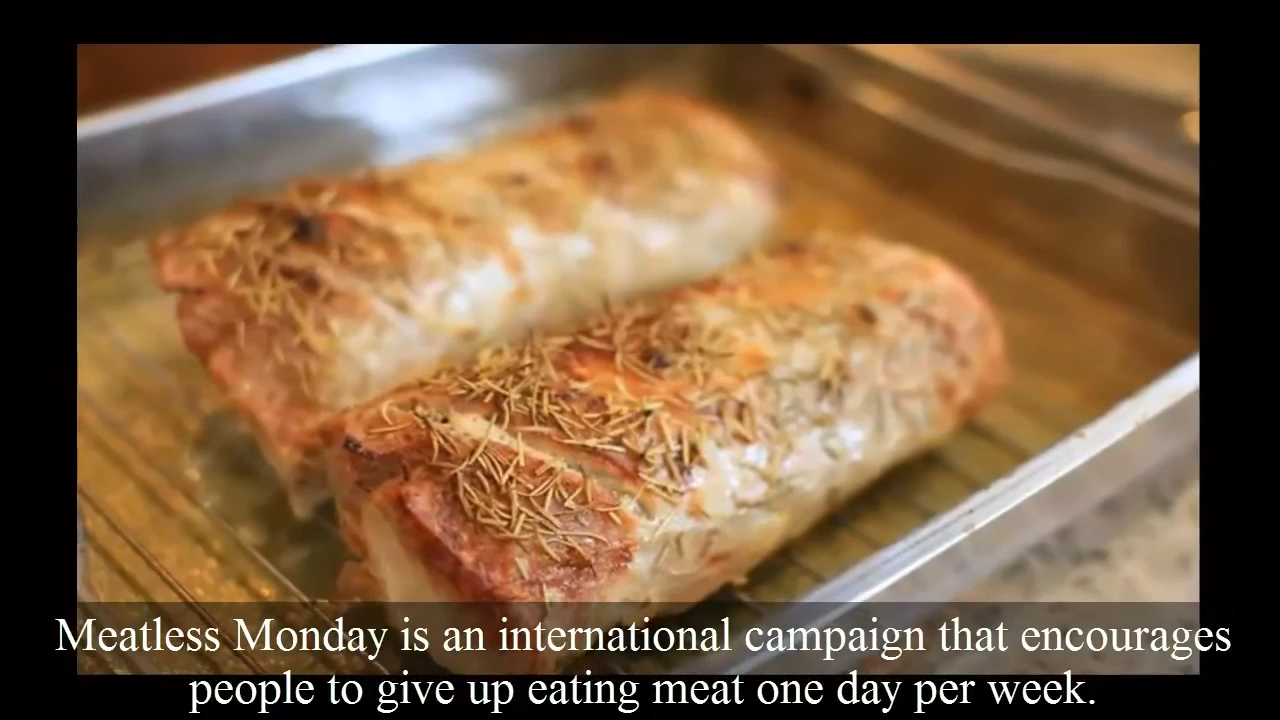 Meatless Monday is an international campaign that encourages
people to give up eating meat one day per week.